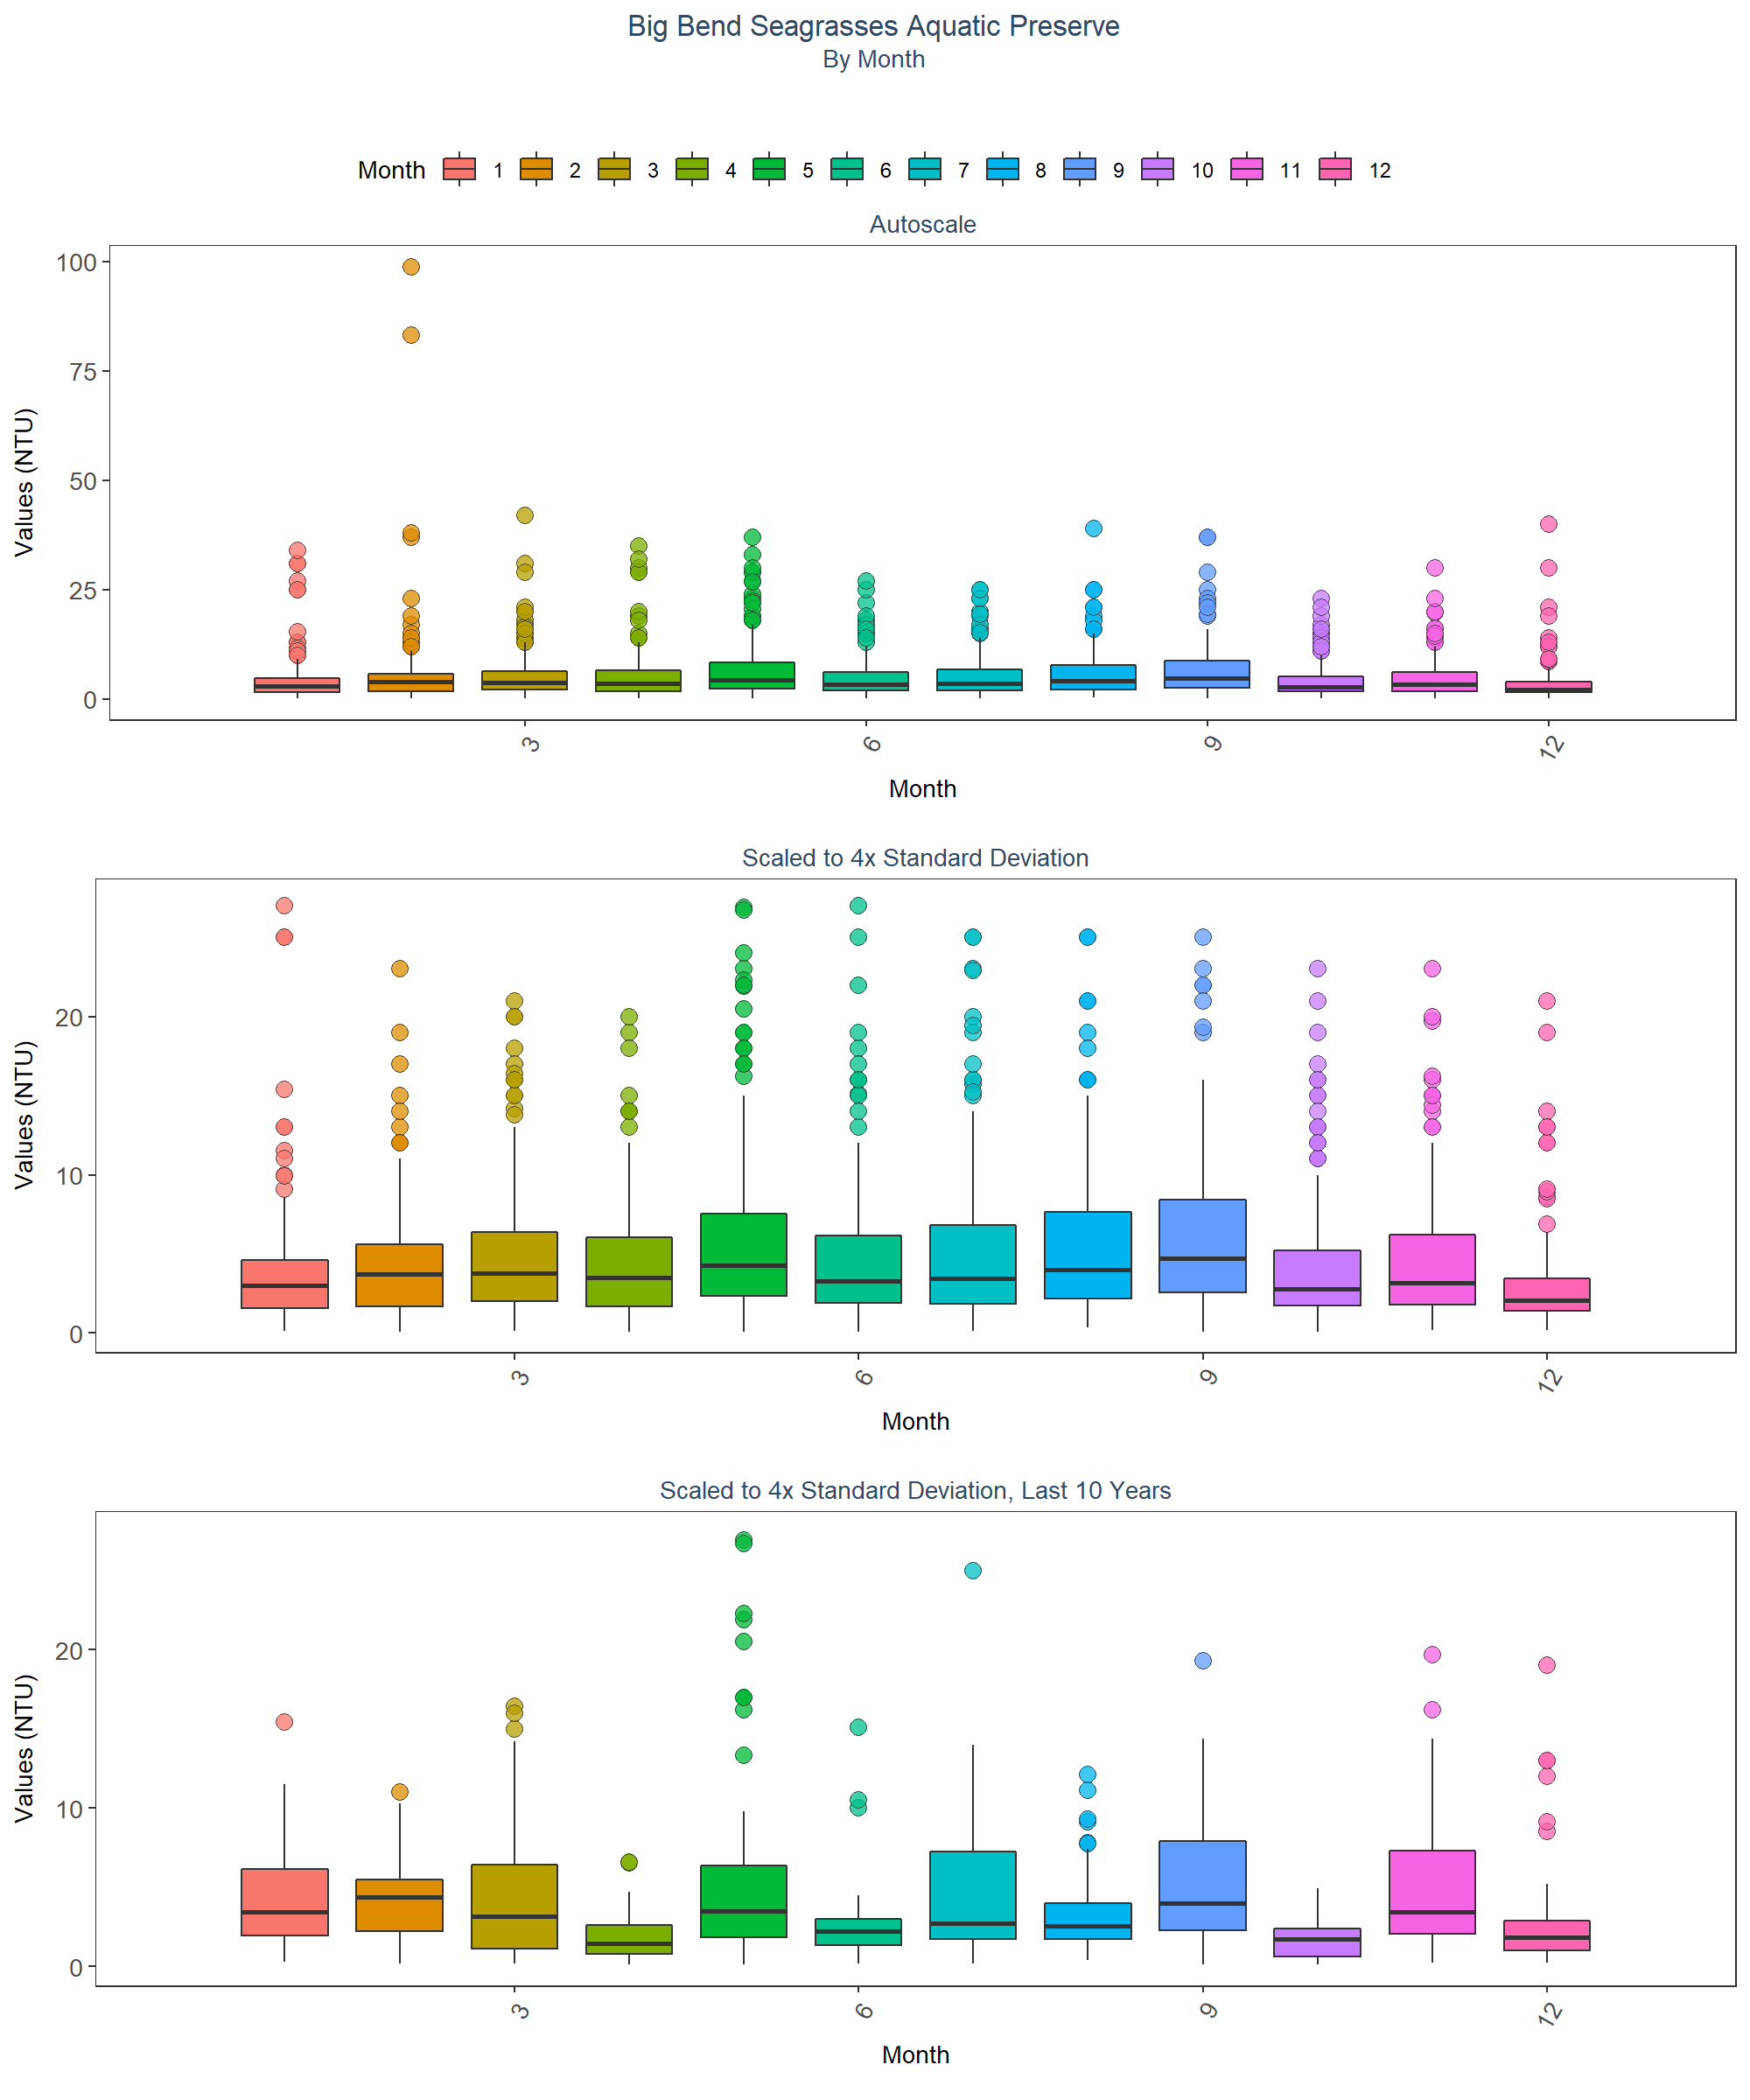 Big Bend Seagrasses Aquatic Preserve
By Month
Month 1 2 3 4 5 6 7 8 9 10 11 12
Autoscale
100
75
50
25
0
Values (NTU)
3 6 9 12
Month
Scaled to 4x Standard Deviation
20
10
0
Values (NTU)
3 6 9 12
Month
Scaled to 4x Standard Deviation, Last 10 Years
20
10
0
Values (NTU)
3 6 9 12
Month